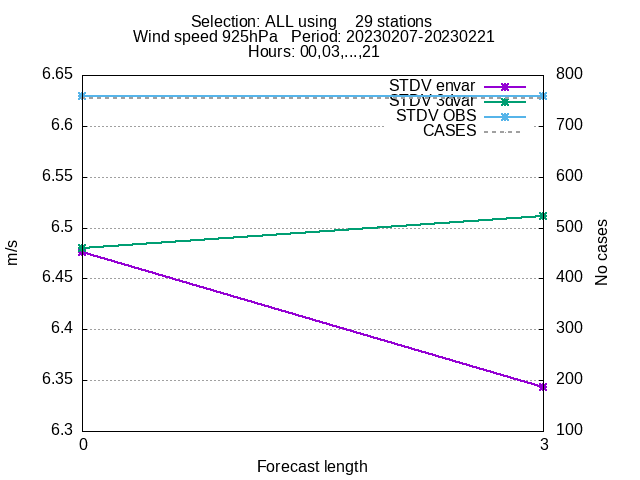 Selection: ALL using    29 stations
Wind speed 925hPa   Period: 20230207-20230221
Hours: 00,03,...,21
6.65
6.6
6.55
6.5
6.45
6.4
6.35
6.3
m/s
800
700
600
500
400
300
200
100
No cases
STDV envar
STDV 3dvar
STDV OBS
CASES
0
3
Forecast length